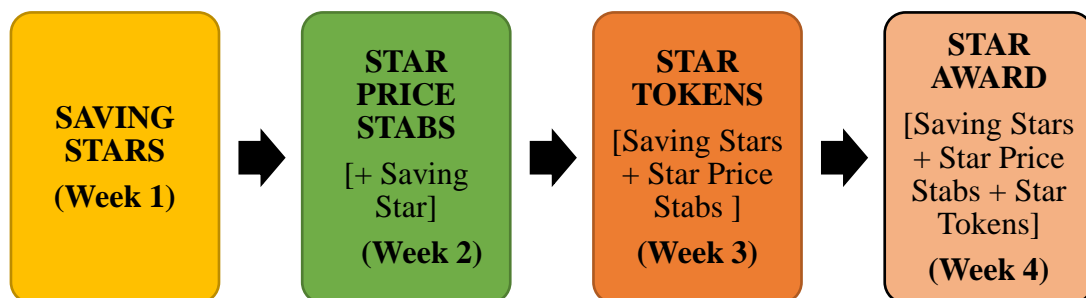 SAVING
STARS
(Week 1)
STAR
PRICE
STABS
[+ Saving
Star]
(Week 2)
STAR
TOKENS
[Saving Stars
+ Star Price
Stabs ]
(Week 3)
STAR
AWARD
[Saving Stars
+ Star Price
Stabs + Star
Tokens]
(Week 4)